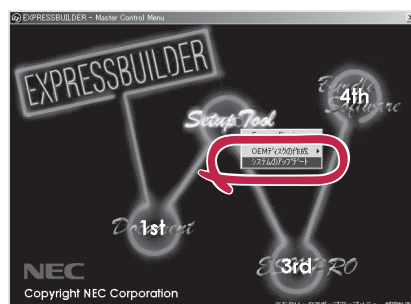 EXPRESSBUILDER - Master Control Menu
EXPRESSBUILDER
4th
Setup Tool
OEMディスクの作成
システムのアップデート
1st
3rd
NEC
Copyright NEC Corporation